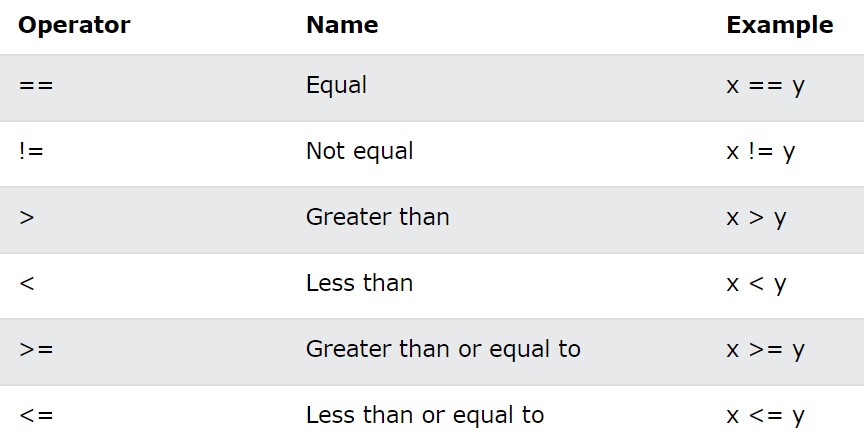 Operator Name Example
== Equal x == y
!= Not equal x != y
> Greater than x > y
< Less than x < y
>= Greater than or equal to x >= y
<= Less than or equal to x <= y